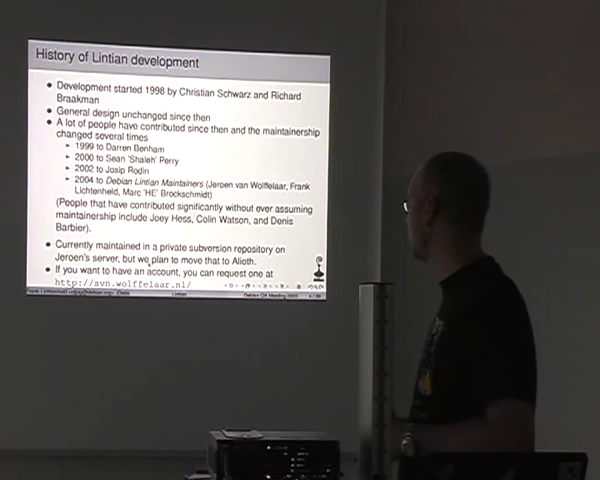 History of Lintian development
• Development started 1998 by Christian Schwarz and Richard
Braakman
• General design unchanged since then
• A lot of people have contributed since then and the maintainership
changed several times
► 1999 to Darren Benham
► 2000 to Sean 'Shaleh' Perry
► 2002 to Josip Rodin
► 2004 to Debian Lintian Maintainers (Jeroen van Wolffelaar, Frank
Lichtenheld, Marc 'HE' Brockschmidt)
(People that have contributed significantly without ever assuming
maintainership include Joey Hess, Colin Watson, and Denis
Barbier).
• Currently maintained in a private subversion repository on
Jeroen's server, but we plan to move that to Alioth.
• If you want to have an account, you can request one at
http://svn.wolffelaar.nl/
Lintian
Debian QA Meeting 2005